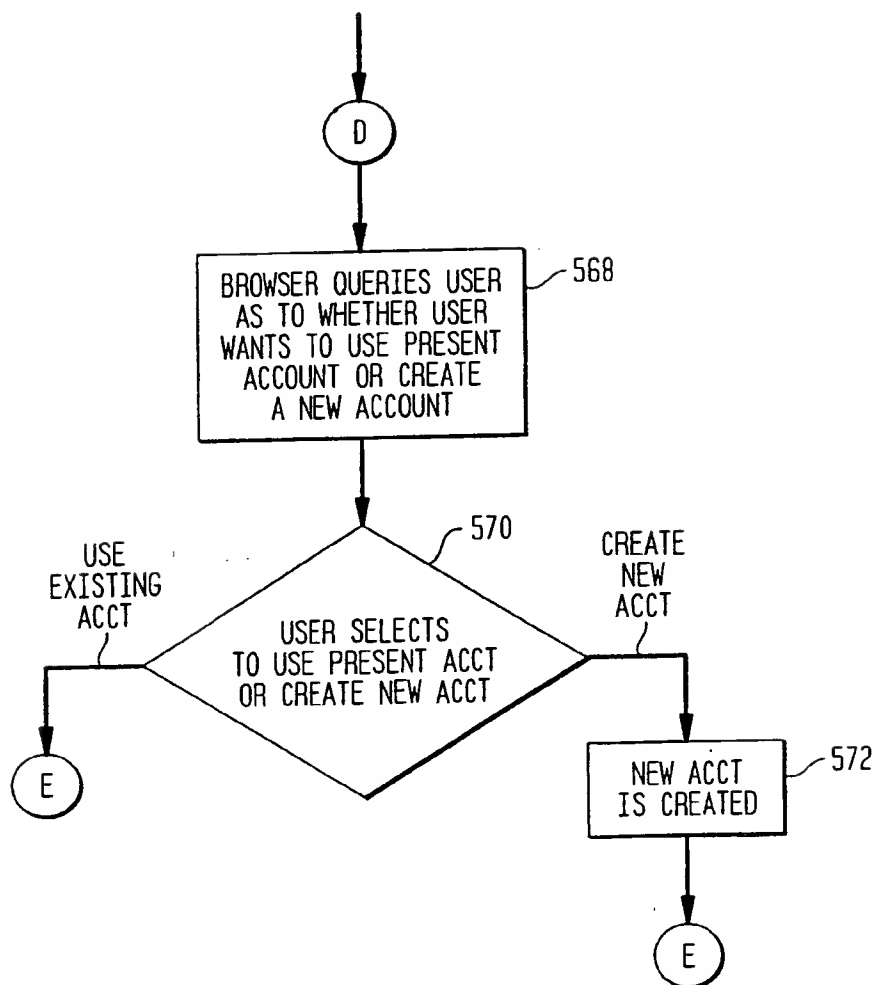 D
BROWSER QUERIES USER
AS TO WHETHER USER
WANTS TO USE PRESENT
ACCOUNT OR CREATE
A NEW ACCOUNT
568
570
USE
EXISTING
ACCT
CREATE
NEW
ACCT
USER SELECTS
TO USE PRESENT ACCT
OR CREATE NEW ACCT
E
NEW ACCT
IS CREATED
572
E